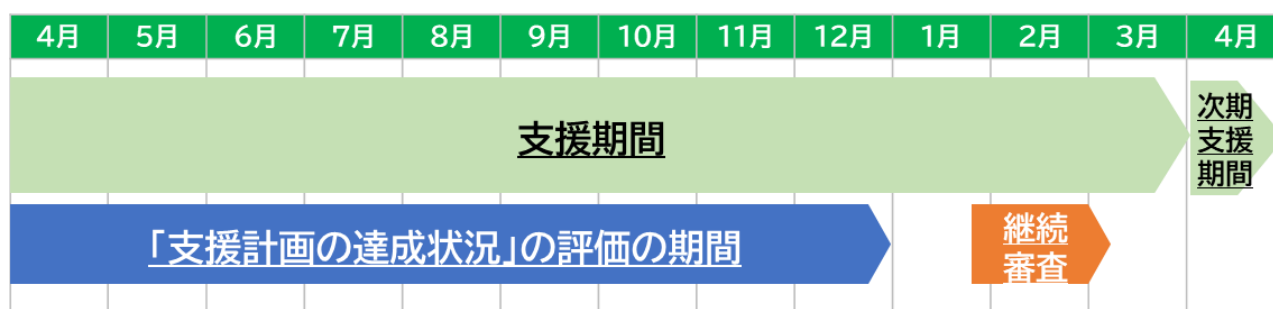 4月 5月 6月 7月 8月 9月 10月 11月 12月 1月 2月 3月 4月
支援期間
次期
支援
期間
「支援計画の達成状況」の評価の期間
継続
審査